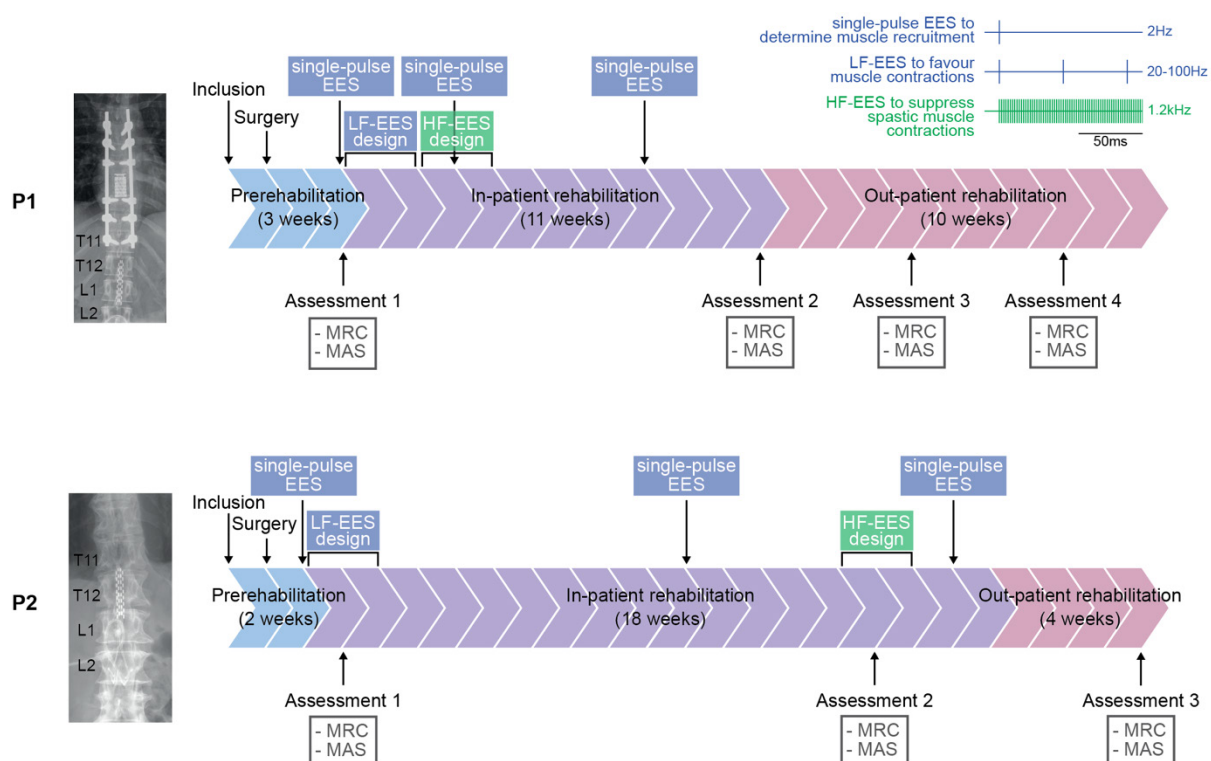 single-pulse EES to
determine muscle recruitment
2Hz
LF-EES to favour
muscle contractions
20-100Hz
HF-EES to suppress
spastic muscle
contractions
1.2kHz
50ms
P1
T11
T12
L1
L2
Inclusion
Surgery
single-pulse
EES
single-pulse
EES
single-pulse
EES
LF-EES
design
HF-EES
design
Prerehabilitation
(3 weeks)
In-patient rehabilitation
(11 weeks)
Out-patient rehabilitation
(10 weeks)
Assessment 1
- MRC
- MAS
Assessment 2
- MRC
- MAS
Assessment 3
- MRC
- MAS
Assessment 4
- MRC
- MAS
P2
T11
T12
L1
L2
Inclusion
Surgery
single-pulse
EES
single-pulse
EES
single-pulse
EES
LF-EES
design
HF-EES
design
Prerehabilitation
(2 weeks)
In-patient rehabilitation
(18 weeks)
Out-patient rehabilitation
(4 weeks)
Assessment 1
- MRC
- MAS
Assessment 2
- MRC
- MAS
Assessment 3
- MRC
- MAS